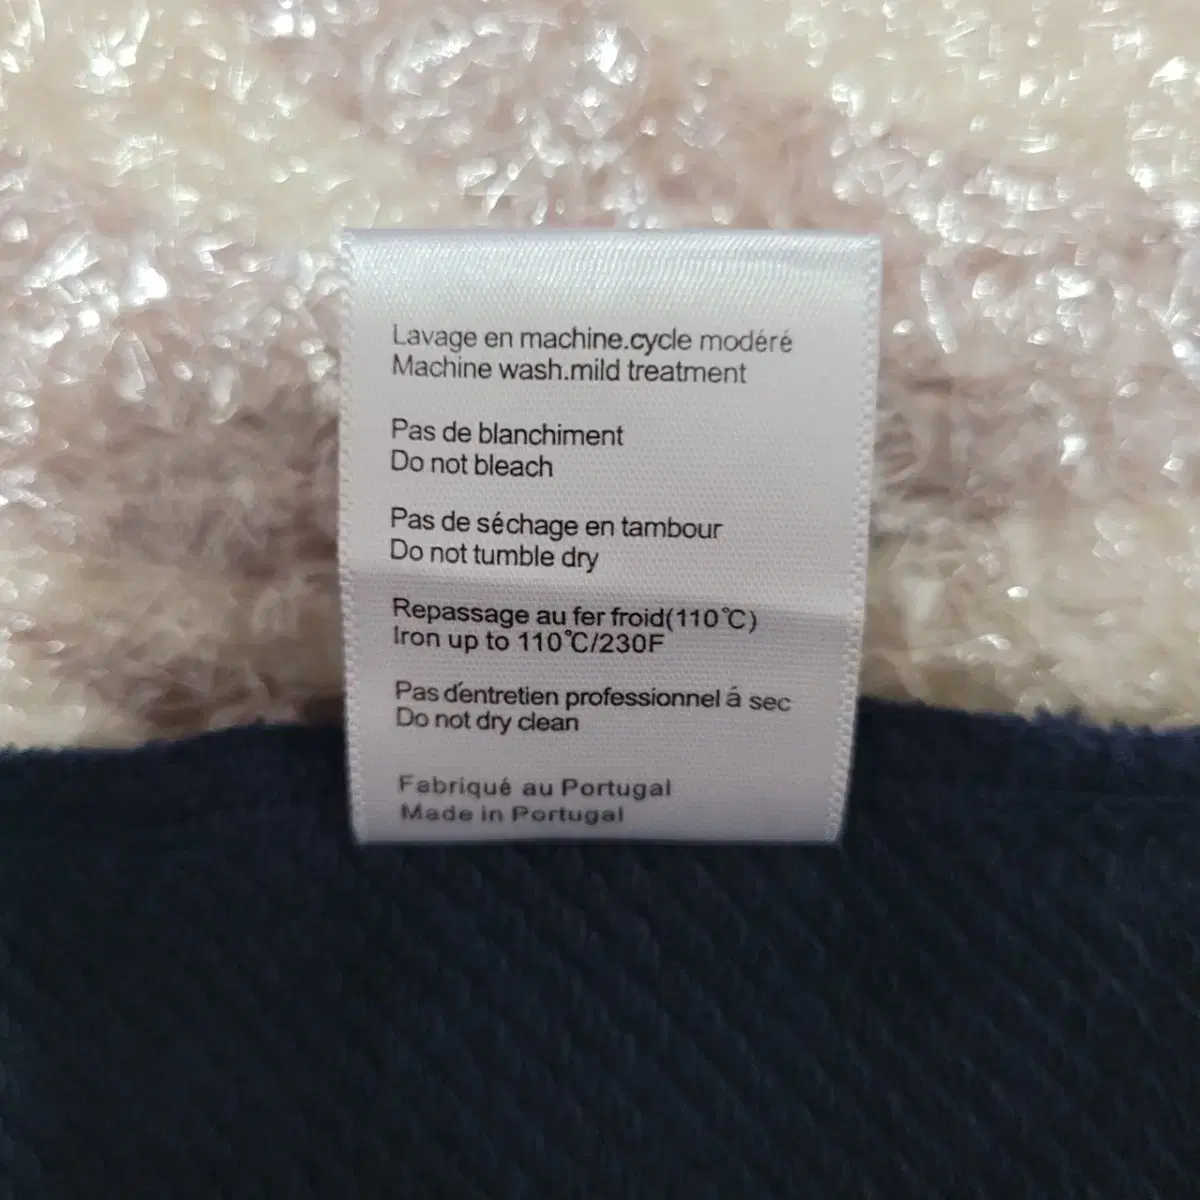 Lavage en machine.cycle modéré
Machine wash.mild treatment
Pas de blanchiment
Do not bleach
Pas de séchage en tambour
Do not tumble dry
Repassage au fer froid(110℃)
Iron up to 110℃/230F
Pas d'entretien professionnel á sec
Do not dry clean
Fabriqué au Portugal
Made in Portugal